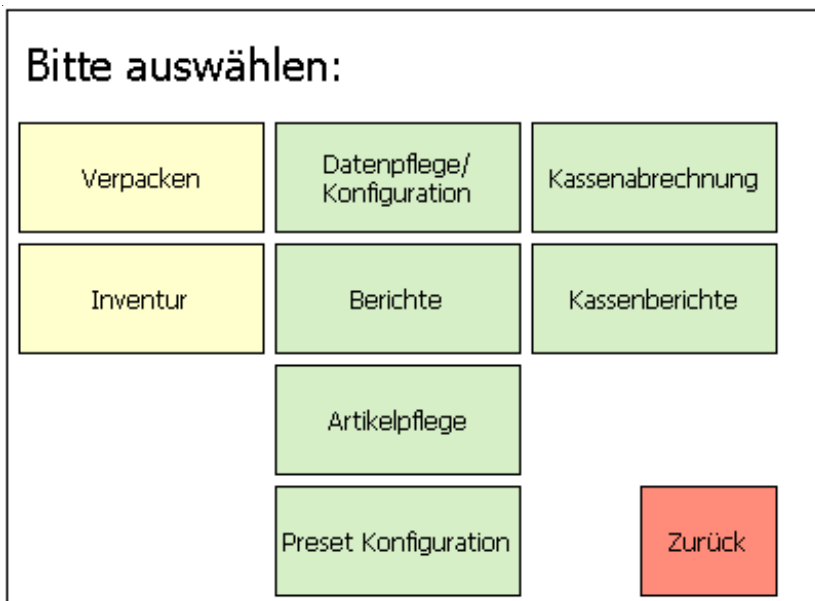 Bitte auswählen:
Verpacken
Datenpflege/
Konfiguration
Kassenabrechnung
Inventur
Berichte
Kassenberichte
Artikelpflege
Preset Konfiguration
Zurück